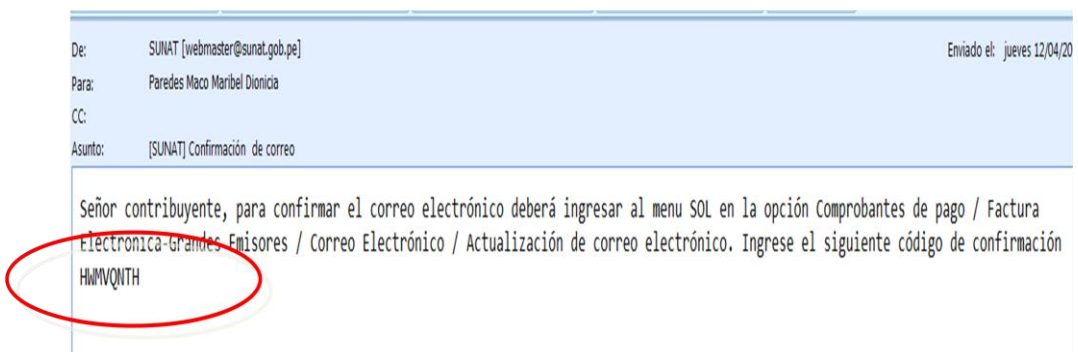 De: SUNAT [webmaster@sunat.gob.pe] Enviado el: jueves 12/04/20
Para: Paredes Maco Maribel Dionicia
CC:
Asunto: [SUNAT] Confirmación de correo
Señor contribuyente, para confirmar el correo electrónico deberá ingresar al menu SOL en la opción Comprobantes de pago / Factura
Electronica-Grandes Emisores / Correo Electrónico / Actualización de correo electrónico. Ingrese el siguiente código de confirmación
HWMVQNTH